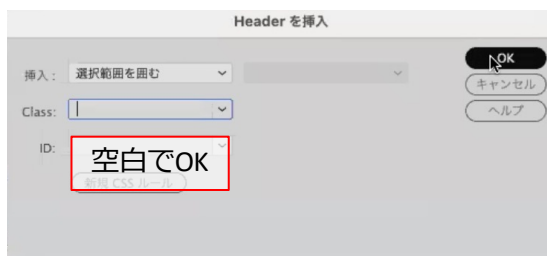 Header を挿入
挿入： 選択範囲を囲む
OK
キャンセル
Class:
ヘルプ
ID:
空白でOK
新規 CSS ルール